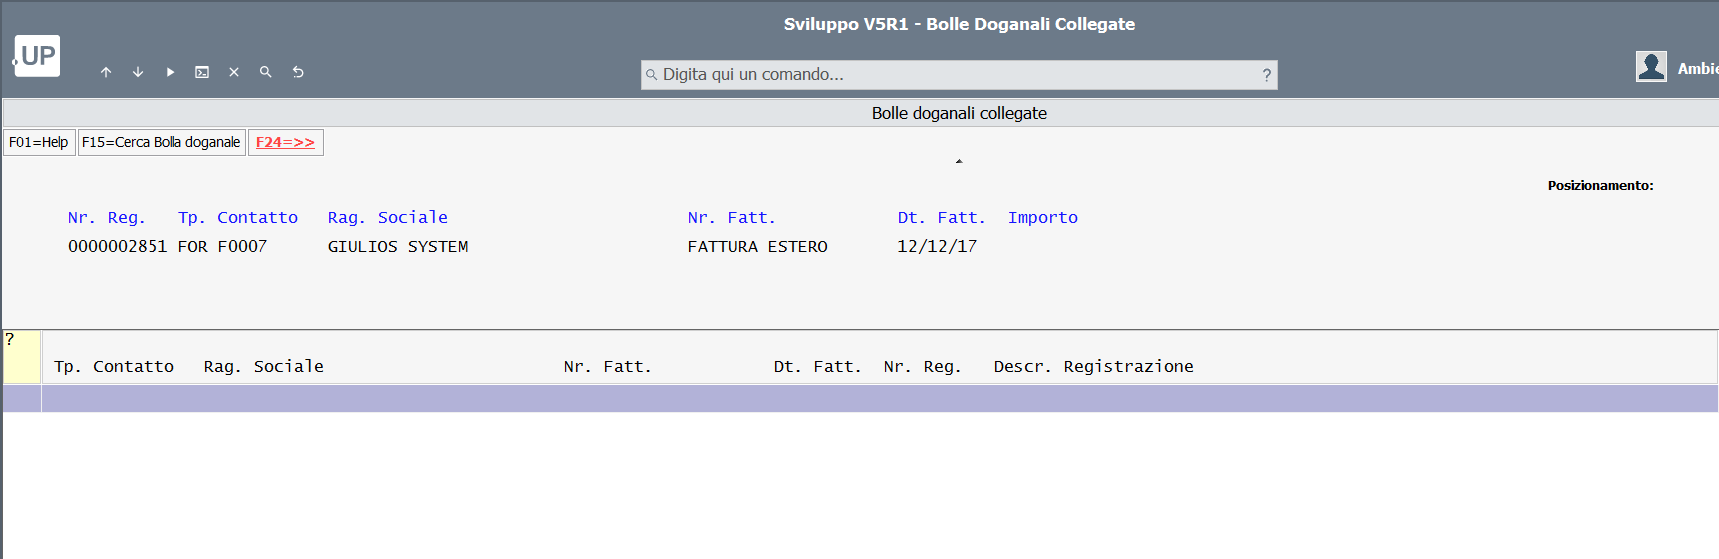 Sviluppo V5R1 - Bolle Doganali Collegate
.UP
Digita qui un comando... ?
Ambie
Bolle doganali collegate
F01=Help F15=Cerca Bolla doganale F24=>>
Posizionamento:
Nr. Reg. Tp. Contatto Rag. Sociale Nr. Fatt. Dt. Fatt. Importo
0000002851 FOR F0007 GIULIOS SYSTEM FATTURA ESTERO 12/12/17
?
Tp. Contatto Rag. Sociale Nr. Fatt. Dt. Fatt. Nr. Reg. Descr. Registrazione